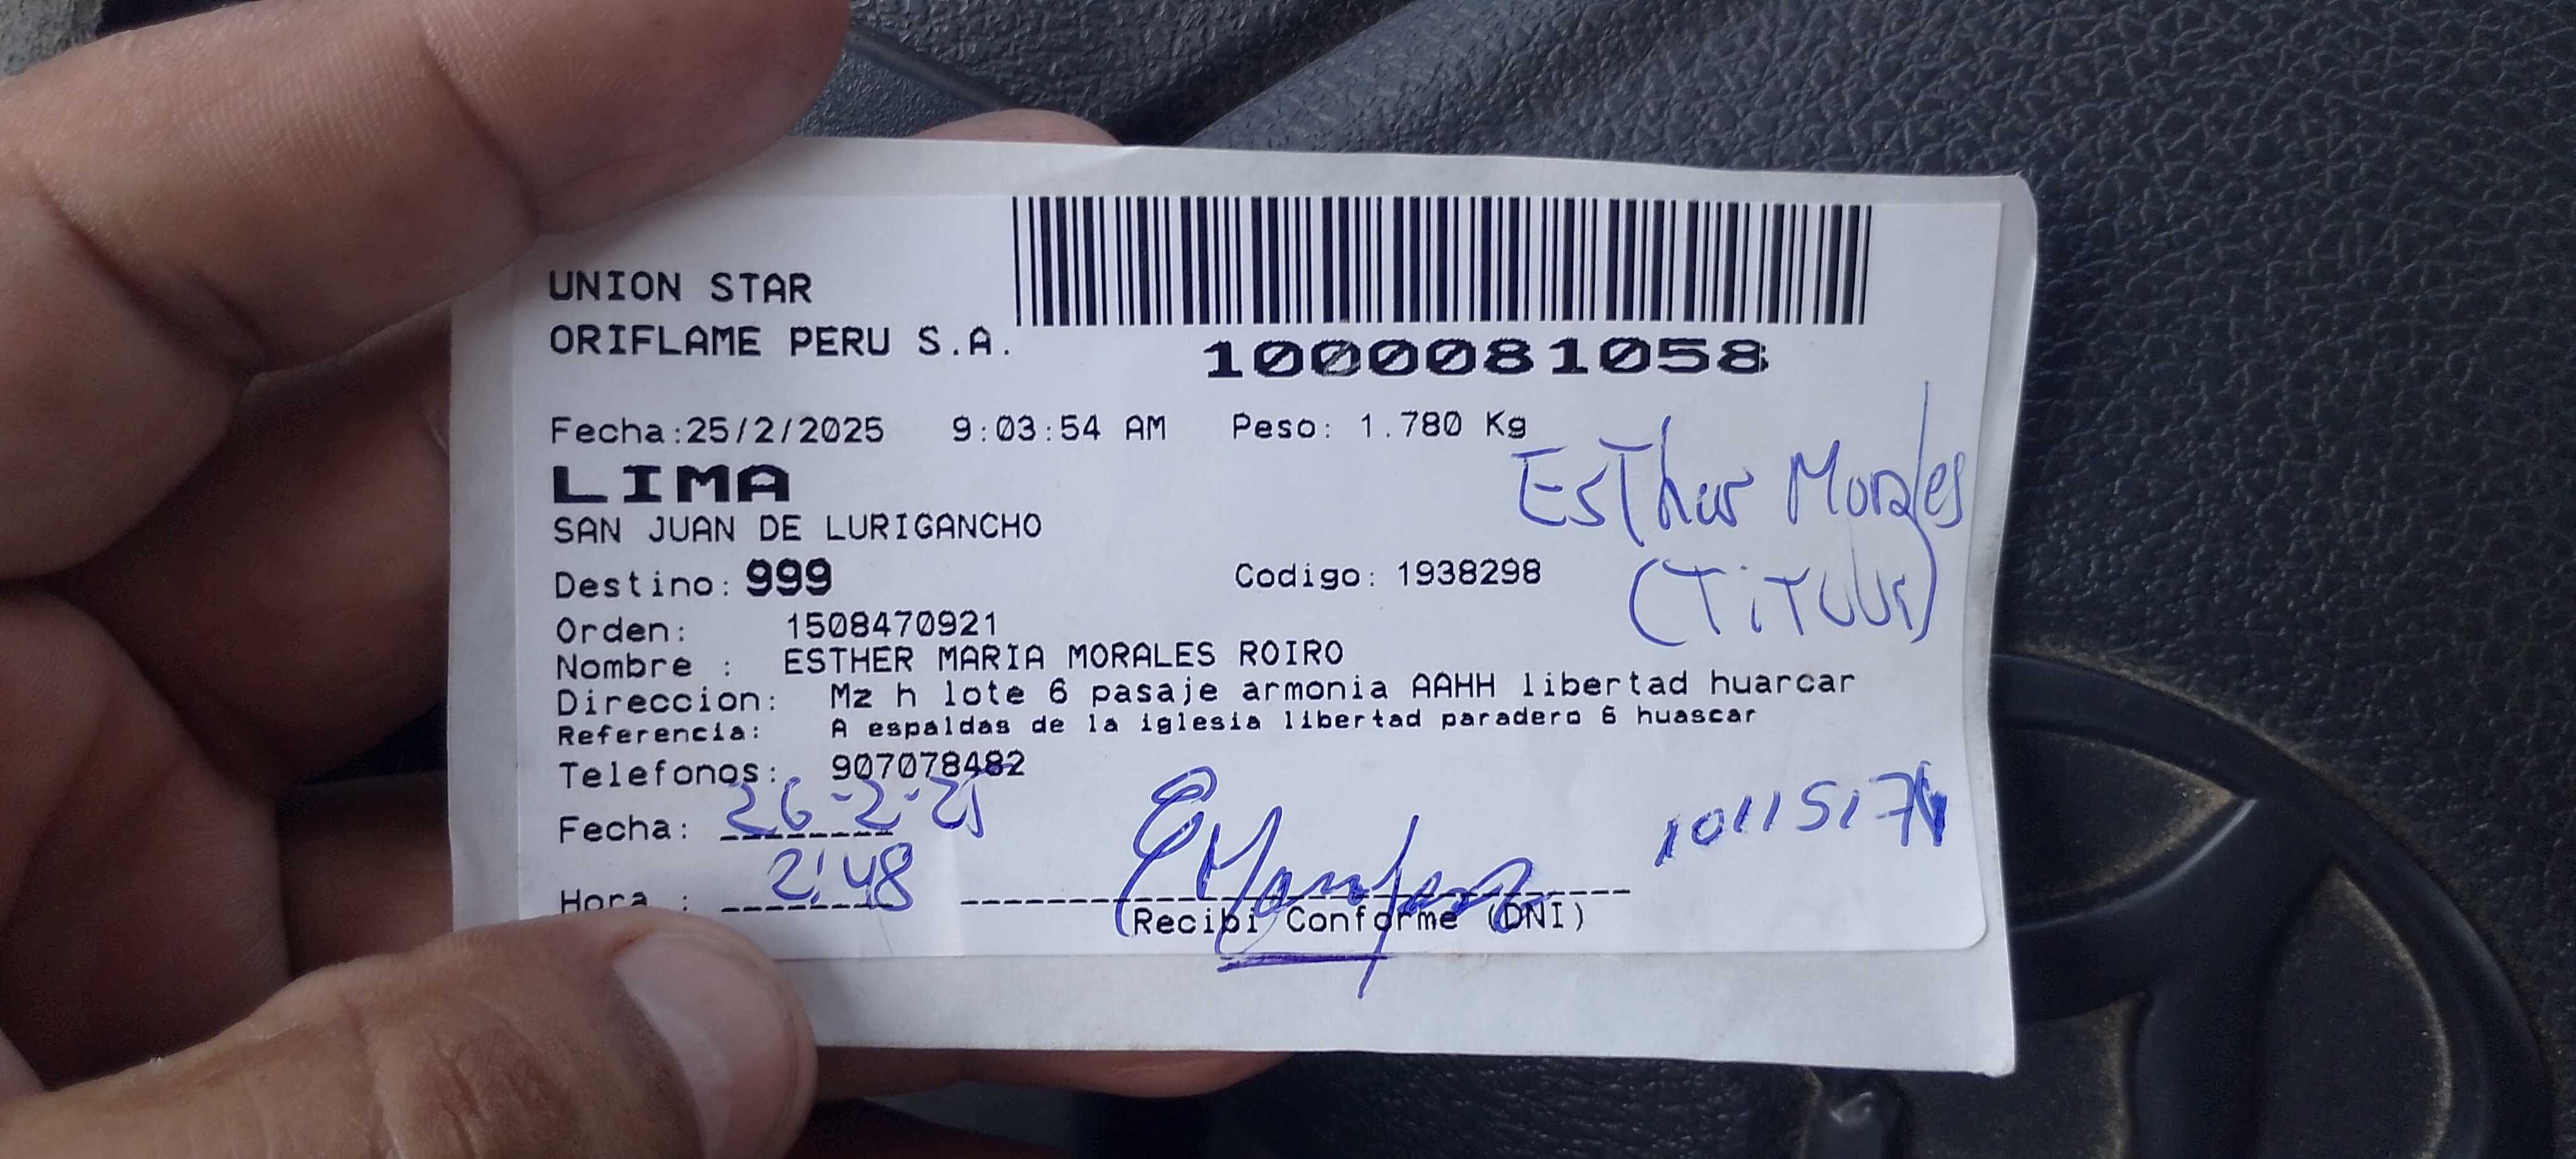 UNION STAR
ORIFLAME PERU S.A.
1000081058
Fecha:25/2/2025 9:03:54 AM Peso: 1.780 Kg
LIMA
Esther Morales
SAN JUAN DE LURIGANCHO
Destino: 999 Codigo: 1938298
(Titular)
Orden: 1508470921
Nombre : ESTHER MARIA MORALES ROIRO
Direccion: Mz h lote 6 pasaje armonia AAHH libertad huarcar
Referencia: A espaldas de la iglesia libertad paradero 6 huascar
Telefonos: 907078482
Fecha: 26-2-25
Hora : 2:48
Recibi Conforme (DNI)